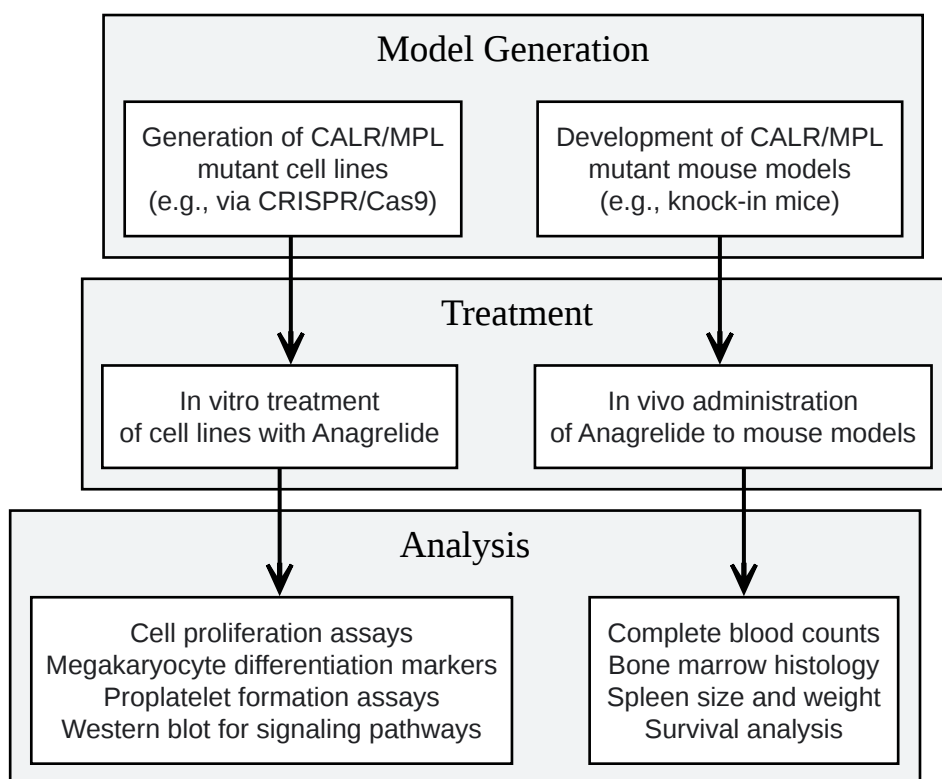 Model Generation
Generation of CALR/MPL
mutant cell lines
(e.g., via CRISPR/Cas9)
Development of CALR/MPL
mutant mouse models
(e.g., knock-in mice)
Treatment
In vitro treatment
of cell lines with Anagrelide
In vivo administration
of Anagrelide to mouse models
Analysis
Cell proliferation assays
Megakaryocyte differentiation markers
Proplatelet formation assays
Western blot for signaling pathways
Complete blood counts
Bone marrow histology
Spleen size and weight
Survival analysis